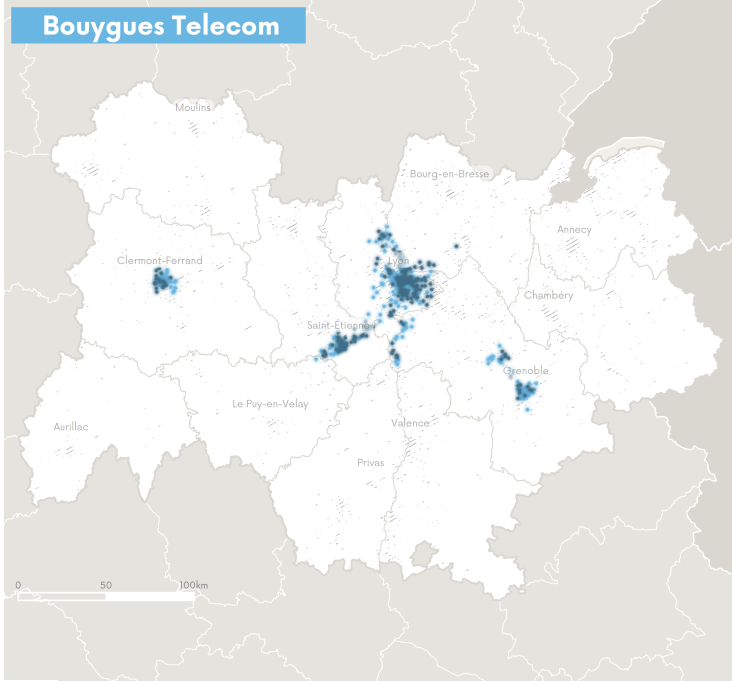 Bouygues Telecom
Moulins
Bourg-en-Bresse
Annecy
Clermont-Ferrand
Lyon
Chambéry
Saint-Étienne
Grenoble
Le Puy-en-Velay
Aurillac
Valence
Privas
0 50 100km